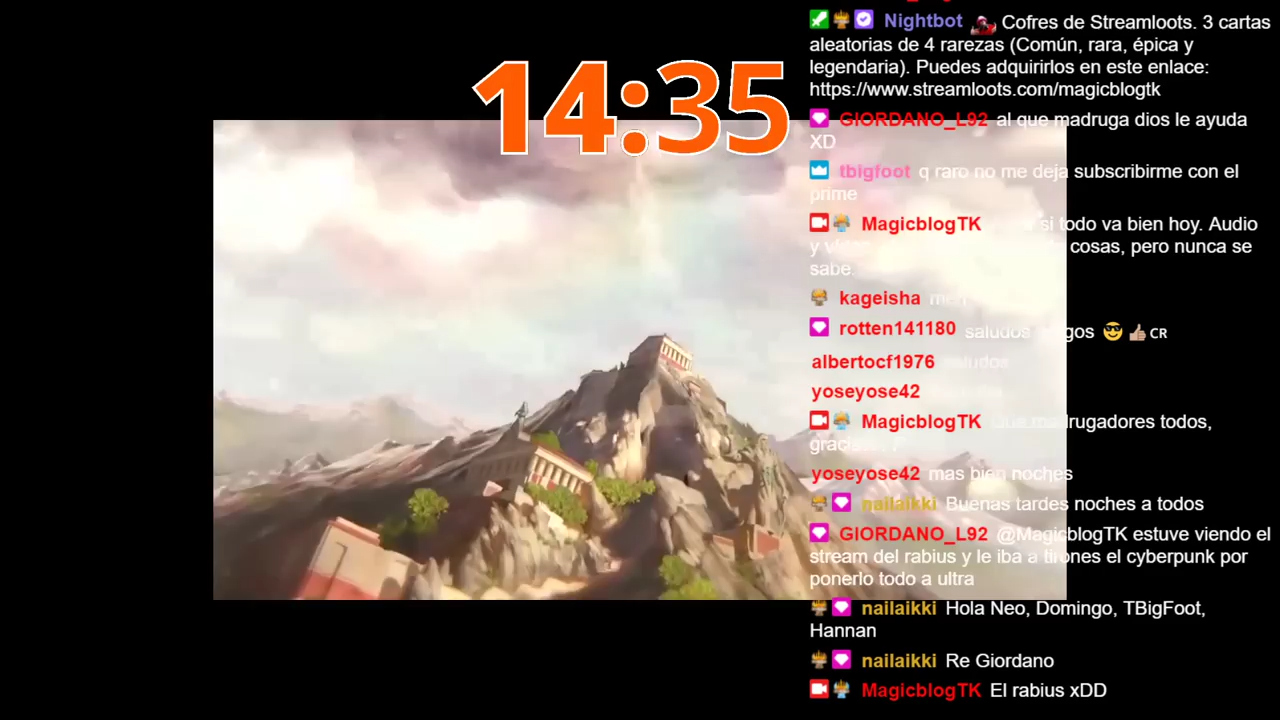 14:35
Nightbot Cofres de Streamloots. 3 cartas
aleatorias de 4 rarezas (Común, rara, épica y
legendaria). Puedes adquirirlos en este enlace:
https://www.streamloots.com/magicblogtk
GIORDANO_L92 al que madruga dios le ayuda
XD
tbigfoot q raro no me deja subscribirme con el
prime
MagicblogTK si todo va bien hoy. Audio
y cosas, pero nunca se
sabe.
kageisha
rotten141180 saludos 😎👍🏼 CR
albertocf1976 saludos
yoseyose42
MagicblogTK madrugadores todos,
yoseyose42 mas bien noches
nailaikki Buenas tardes noches a todos
GIORDANO_L92 @MagicblogTK estuve viendo el
stream del rabius y le iba a tirones el cyberpunk por
ponerlo todo a ultra
nailaikki Hola Neo, Domingo, TBigFoot,
Hannan
nailaikki Re Giordano
MagicblogTK El rabius xDD